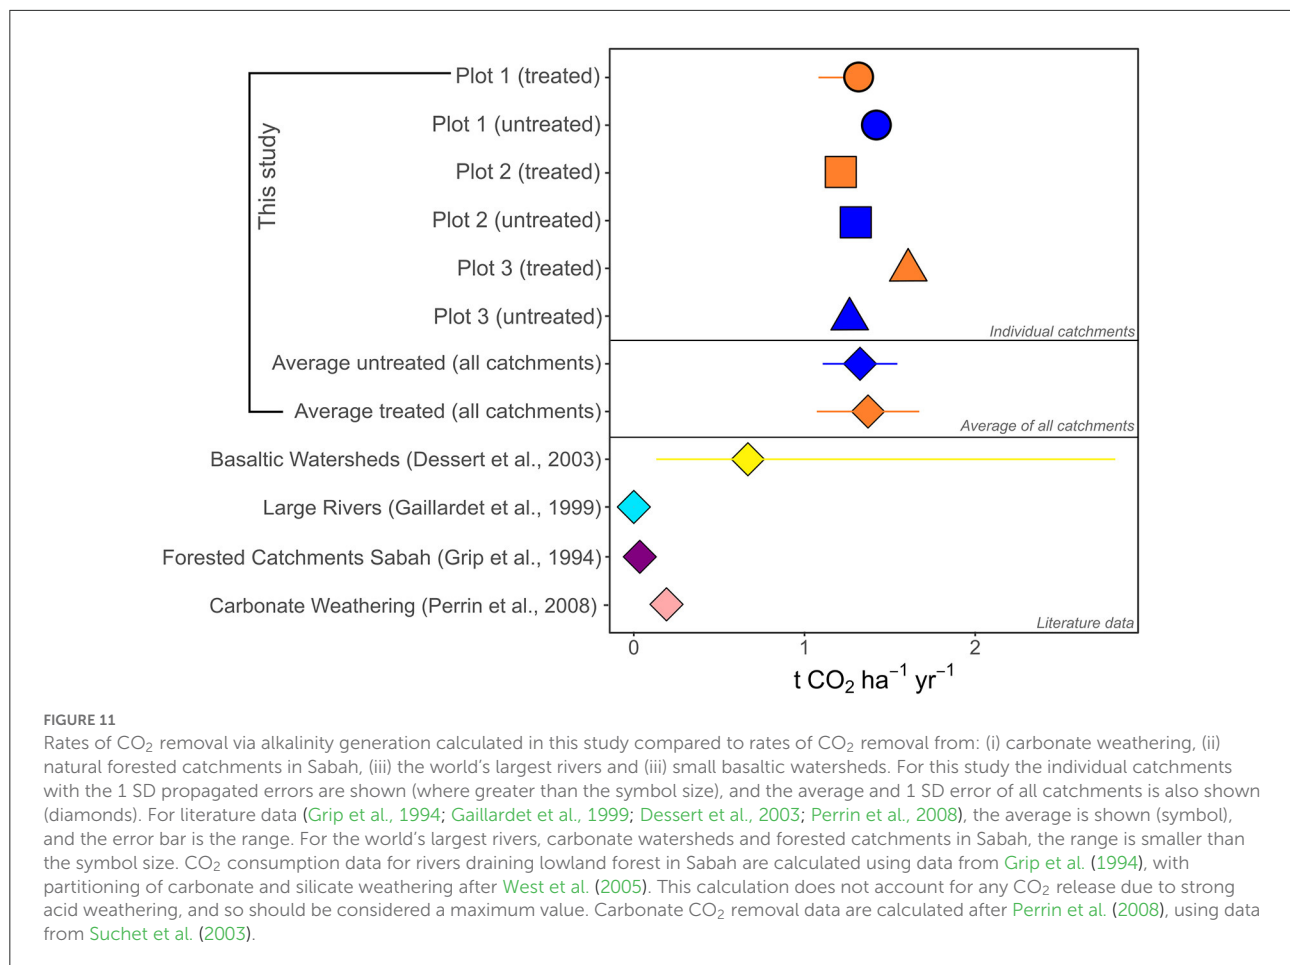 This study
Plot 1 (treated)
Plot 1 (untreated)
Plot 2 (treated)
Plot 2 (untreated)
Plot 3 (treated)
Plot 3 (untreated)
Individual catchments
Average untreated (all catchments)
Average treated (all catchments)
Average of all catchments
Basaltic Watersheds (Dessert et al., 2003)
Large Rivers (Gaillardet et al., 1999)
Forested Catchments Sabah (Grip et al., 1994)
Carbonate Weathering (Perrin et al., 2008)
Literature data
0 1 2
t CO₂ ha⁻¹ yr⁻¹
FIGURE 11
Rates of CO₂ removal via alkalinity generation calculated in this study compared to rates of CO₂ removal from: (i) carbonate weathering, (ii)
natural forested catchments in Sabah, (iii) the world's largest rivers and (iii) small basaltic watersheds. For this study the individual catchments
with the 1 SD propagated errors are shown (where greater than the symbol size), and the average and 1 SD error of all catchments is also shown
(diamonds). For literature data (Grip et al., 1994; Gaillardet et al., 1999; Dessert et al., 2003; Perrin et al., 2008), the average is shown (symbol),
and the error bar is the range. For the world's largest rivers, carbonate watersheds and forested catchments in Sabah, the range is smaller than
the symbol size. CO₂ consumption data for rivers draining lowland forest in Sabah are calculated using data from Grip et al. (1994), with
partitioning of carbonate and silicate weathering after West et al. (2005). This calculation does not account for any CO₂ release due to strong
acid weathering, and so should be considered a maximum value. Carbonate CO₂ removal data are calculated after Perrin et al. (2008), using data
from Suchet et al. (2003).